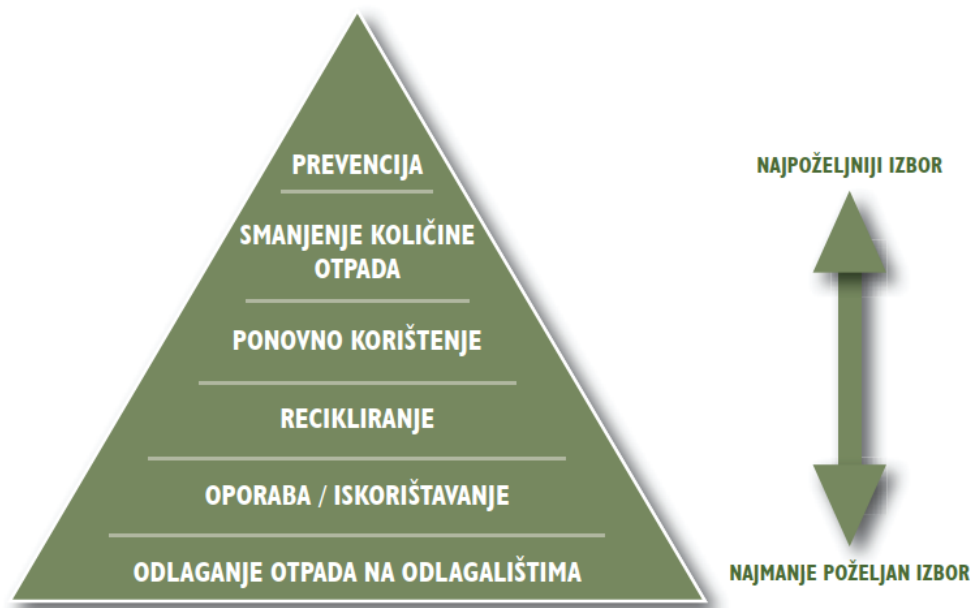 PREVENCIJA
SMANJENJE KOLIČINE
OTPADA
PONOVNO KORIŠTENJE
RECIKLIRANJE
OPORABA / ISKORIŠTAVANJE
ODLAGANJE OTPADA NA ODLAGALIŠTIMA
NAJPOŽELJNIJI IZBOR
NAJMANJE POŽELJAN IZBOR